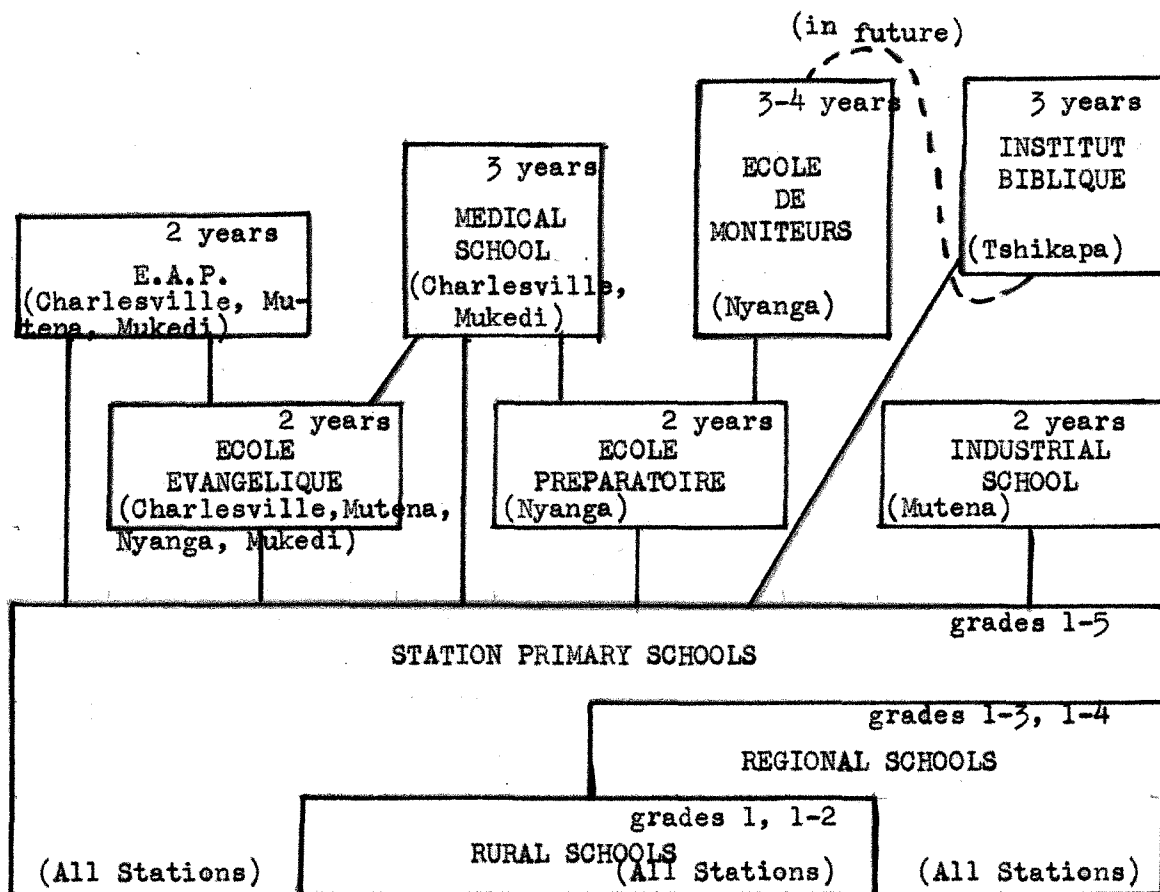 (in future)
3-4 years
ECOLE
DE
MONITEURS
(Nyanga)
3 years
INSTITUT
BIBLIQUE
(Tshikapa)
3 years
MEDICAL
SCHOOL
(Charlesville,
Mukedi)
2 years
E.A.P.
(Charlesville, Mu-
tena, Mukedi)
2 years
ECOLE
EVANGELIQUE
(Charlesville,Mutena,
Nyanga, Mukedi)
2 years
ECOLE
PREPARATOIRE
(Nyanga)
2 years
INDUSTRIAL
SCHOOL
(Mutena)
grades 1-5
STATION PRIMARY SCHOOLS
grades 1-3, 1-4
REGIONAL SCHOOLS
grades 1, 1-2
RURAL SCHOOLS
(All Stations)
(All Stations)
(All Stations)